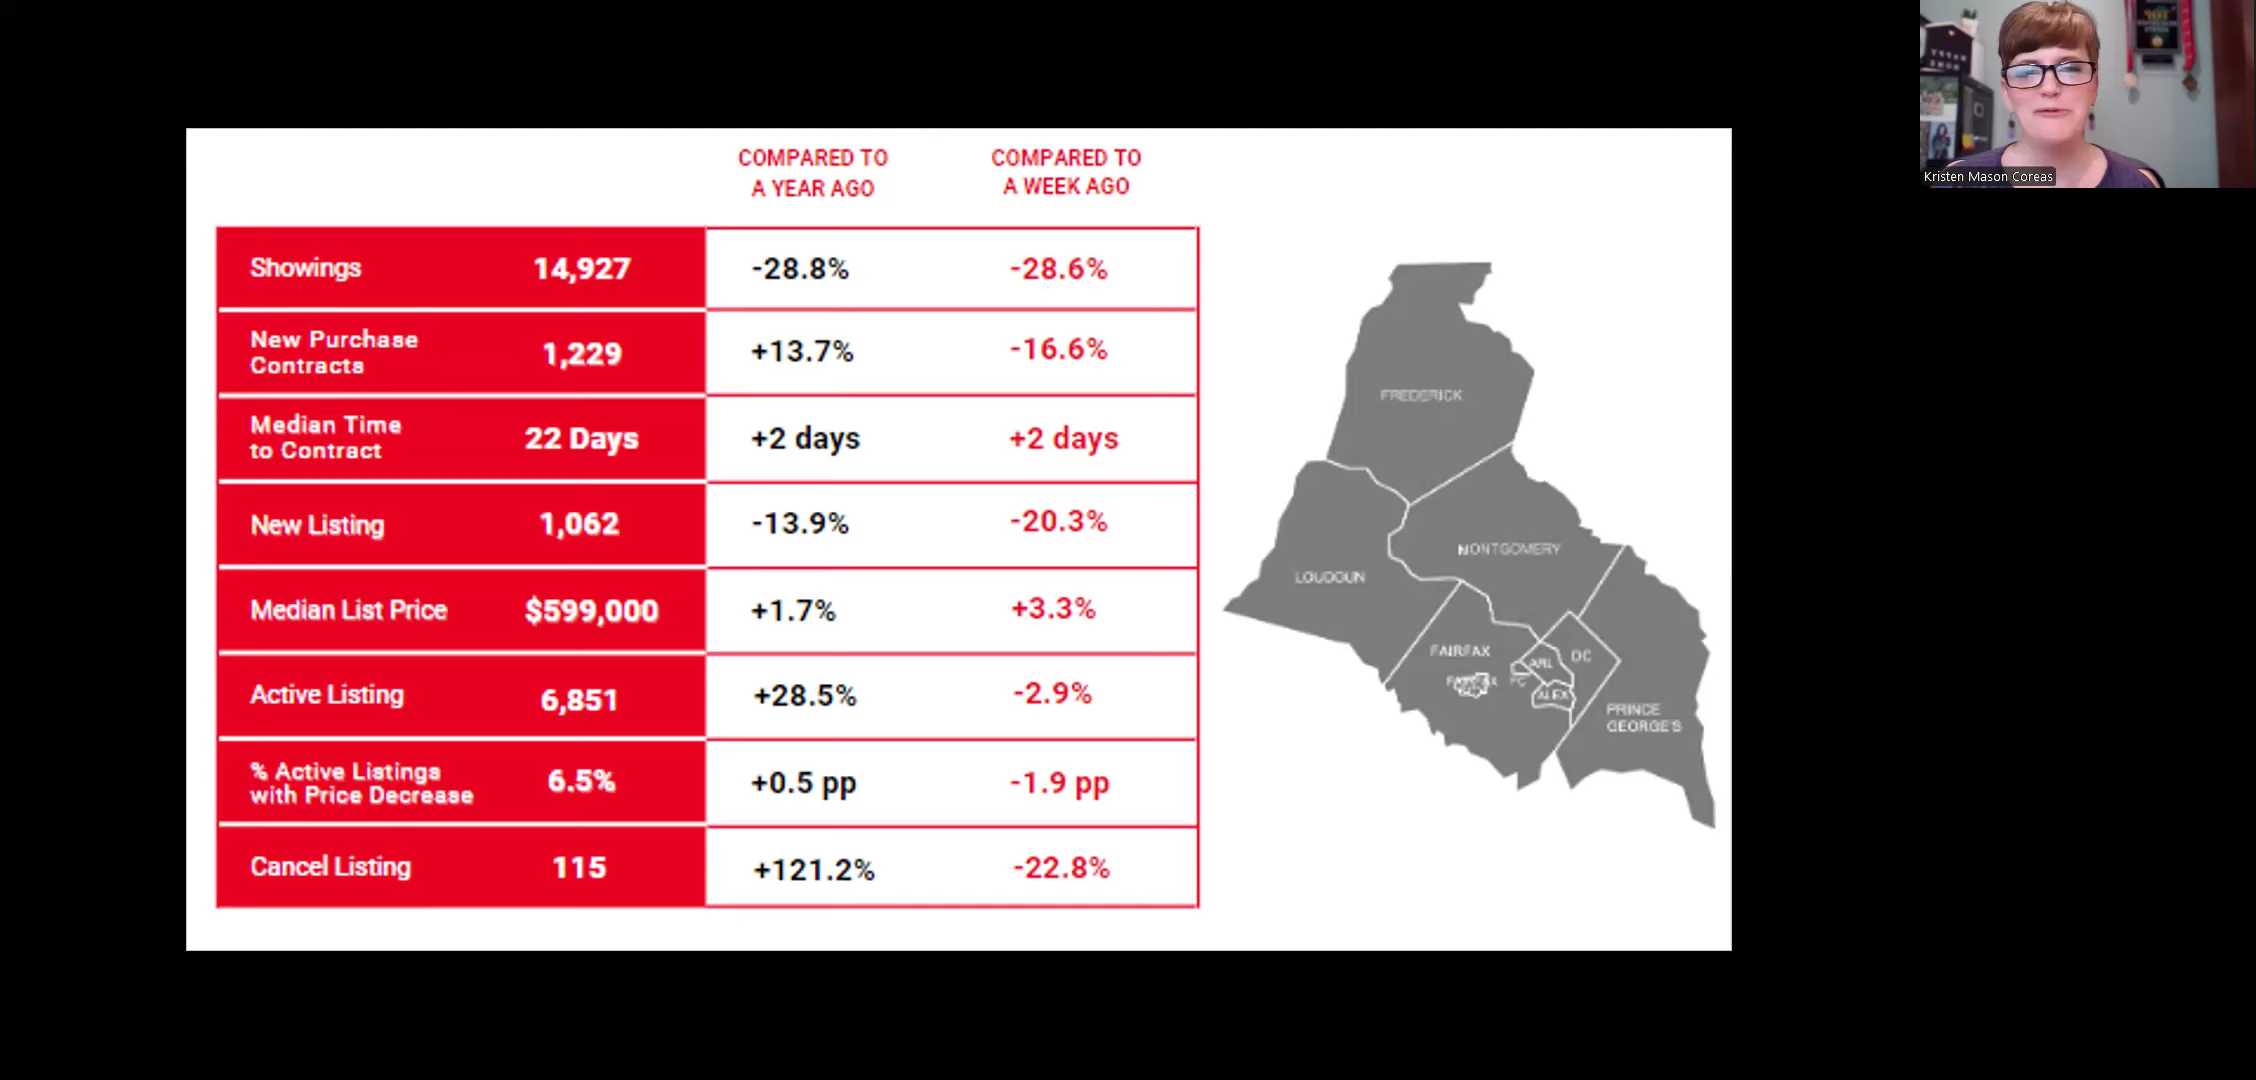 COMPARED TO
A YEAR AGO
COMPARED TO
A WEEK AGO
Showings 14,927 -28.8% -28.6%
New Purchase
Contracts 1,229 +13.7% -16.6%
Median Time
to Contract 22 Days +2 days +2 days
New Listing 1,062 -13.9% -20.3%
Median List Price $599,000 +1.7% +3.3%
Active Listing 6,851 +28.5% -2.9%
% Active Listings
with Price Decrease 6.5% +0.5 pp -1.9 pp
Cancel Listing 115 +121.2% -22.8%
FREDERICK
MONTGOMERY
LOUDOUN
FAIRFAX
ARL
DC
FAIRFAX
FC
ALEX
PRINCE
GEORGE'S
Kristen Mason Coreas